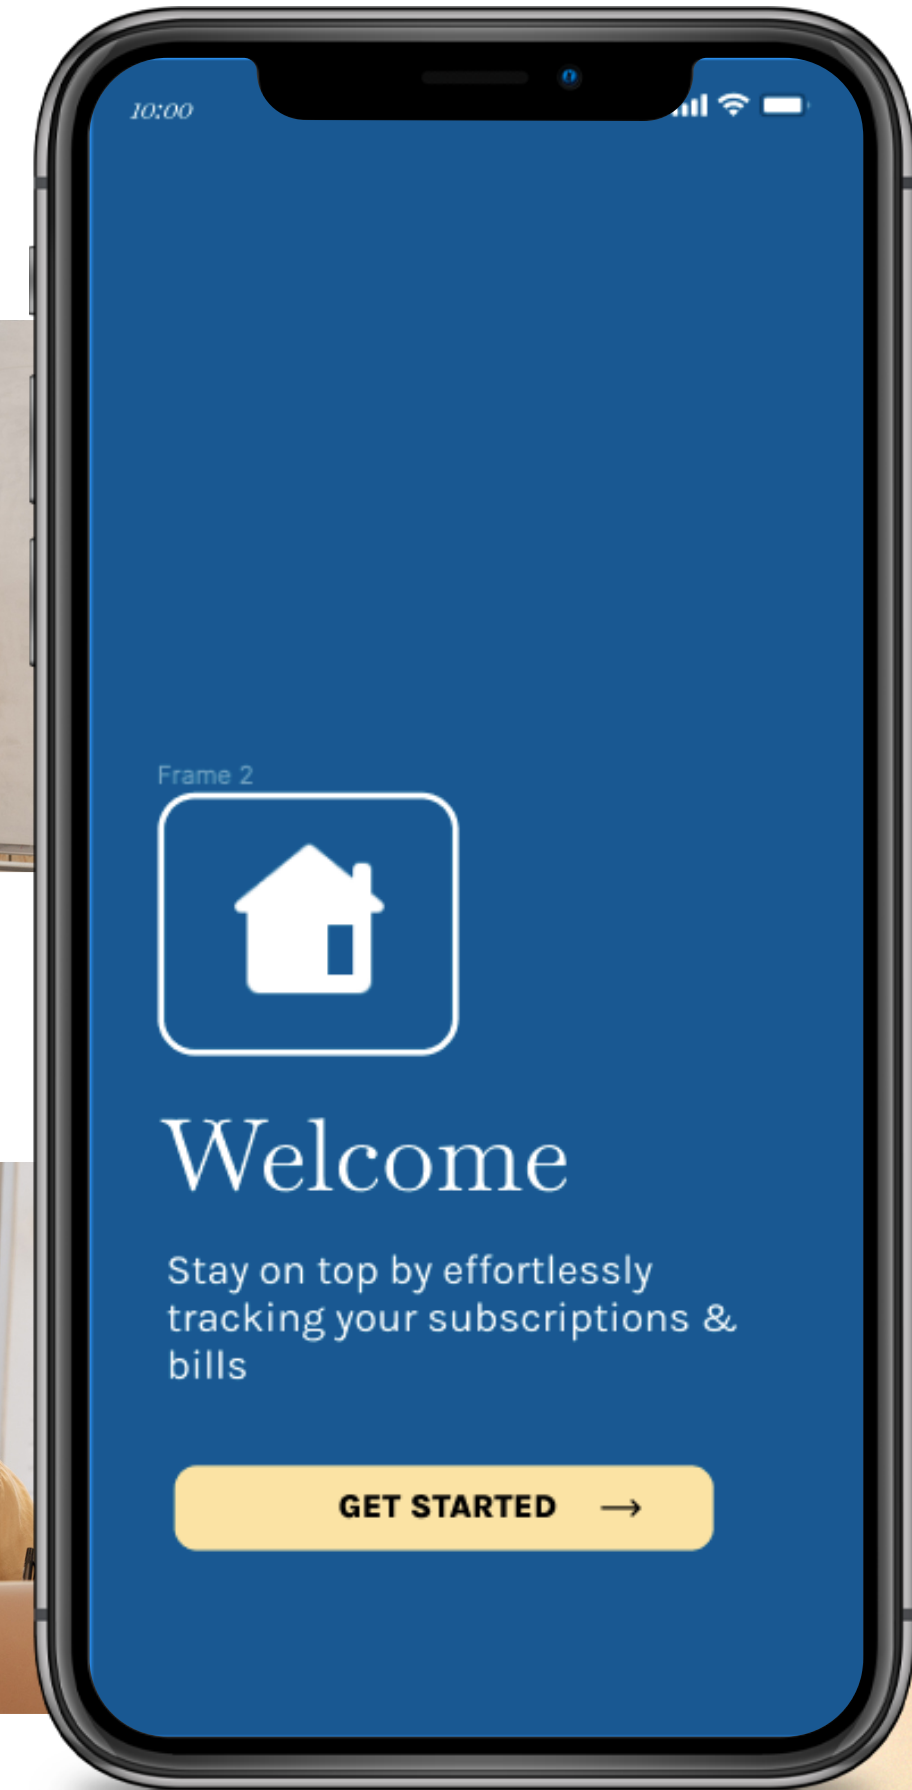 10:00
Frame 2
Welcome
Stay on top by effortlessly
tracking your subscriptions &
bills
GET STARTED →